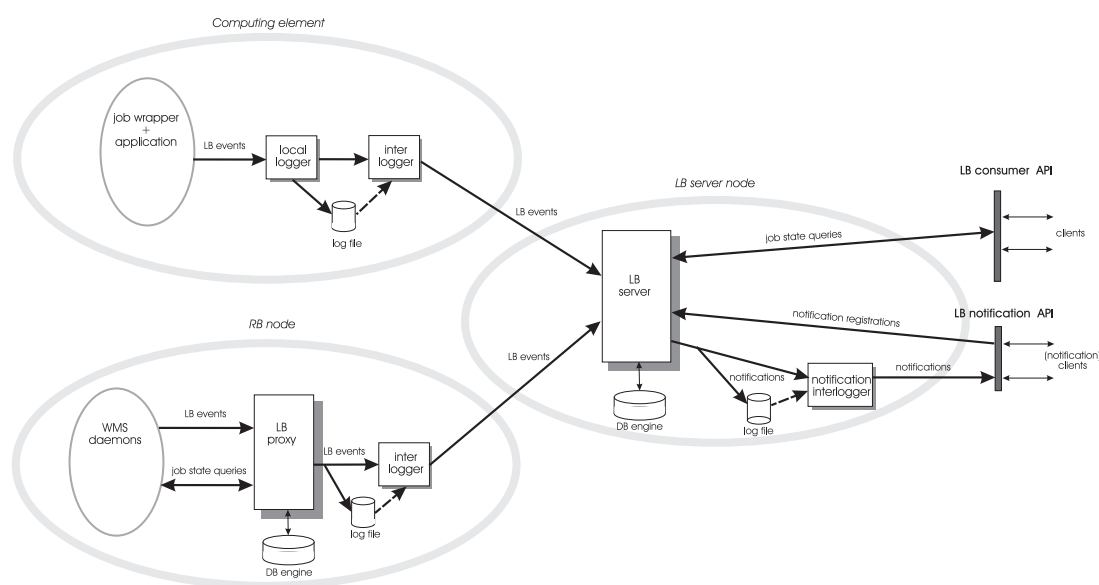 Computing element
job wrapper
+
application
LB events
local
logger
inter
logger
log file
LB events
LB server node
LB consumer API
job state queries
clients
LB
server
LB notification API
notification registrations
(notification)
clients
notifications
notifications
notification
interlogger
log file
DB engine
RB node
LB events
WMS
daemons
LB events
LB
proxy
job state queries
LB events
inter
logger
log file
DB engine